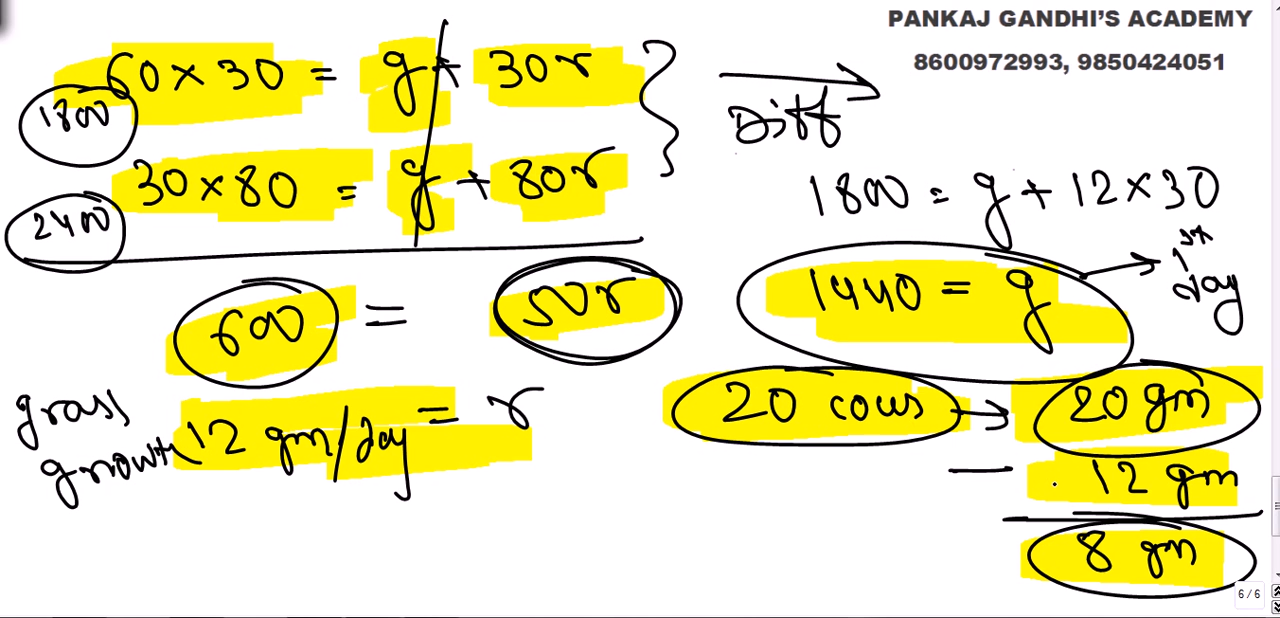 PANKAJ GANDHI'S ACADEMY
8600972993, 9850424051
60 × 30 = g + 30r
1800
Diff
30 × 80 = g + 80r
2400
1800 = g + 12 × 30
600 = 50r
1440 = g → 1st day
grass growth 12 gm/day = r
20 cows → 20 gm
— 12 gm
8 gm
6 / 6